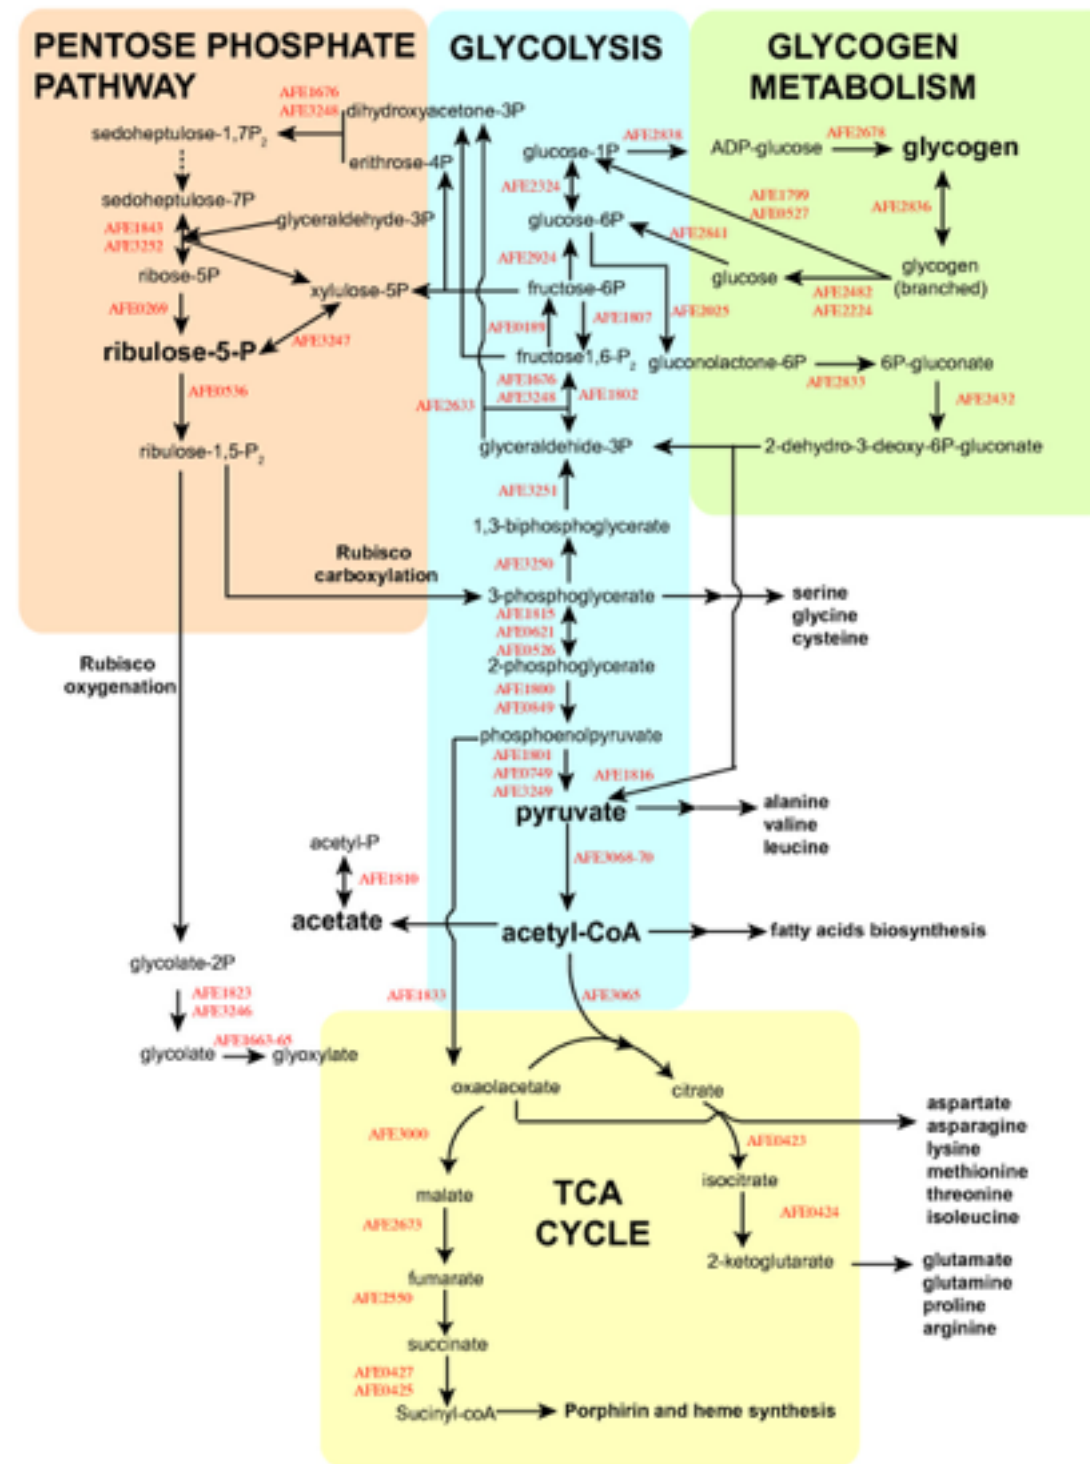 PENTOSE PHOSPHATE
PATHWAY
GLYCOLYSIS
GLYCOGEN
METABOLISM
AFE1676
AFE3248
dihydroxyacetone-3P
sedoheptulose-1,7P2
erithrose-4P
sedoheptulose-7P
AFE1843
AFE3252
glyceraldehyde-3P
ribose-5P
xylulose-5P
AFE0269
AFE3247
ribulose-5-P
AFE0536
ribulose-1,5-P2
Rubisco
carboxylation
Rubisco
oxygenation
glucose-1P
AFE2838
ADP-glucose
AFE2678
glycogen
AFE2324
AFE1799
AFE0527
AFE2836
glucose-6P
AFE2841
AFE2924
glucose
glycogen
(branched)
AFE2482
AFE2224
fructose-6P
AFE0189
AFE1807
AFE2025
fructose1,6-P2
gluconolactone-6P
AFE2833
6P-gluconate
AFE2432
AFE1676
AFE3248
AFE1802
AFE2633
glyceraldehide-3P
2-dehydro-3-deoxy-6P-gluconate
AFE3251
1,3-biphosphoglycerate
AFE3250
3-phosphoglycerate
serine
glycine
cysteine
AFE1815
AFE0621
AFE0526
2-phosphoglycerate
AFE1800
AFE0849
phosphoenolpyruvate
AFE1801
AFE0749
AFE3249
AFE1816
pyruvate
alanine
valine
leucine
AFE3068-70
acetyl-P
AFE1810
acetate
acetyl-CoA
fatty acids biosynthesis
AFE1833
AFE3065
glycolate-2P
AFE1823
AFE3246
AFE1663-65
glycolate
glyoxylate
oxaolacetate
citrate
AFE3000
AFE0423
aspartate
asparagine
lysine
methionine
threonine
isoleucine
malate
isocitrate
TCA
CYCLE
AFE2673
AFE0424
fumarate
2-ketoglutarate
glutamate
glutamine
proline
arginine
AFE2550
succinate
AFE0427
AFE0425
Sucinyl-coA
Porphirin and heme synthesis